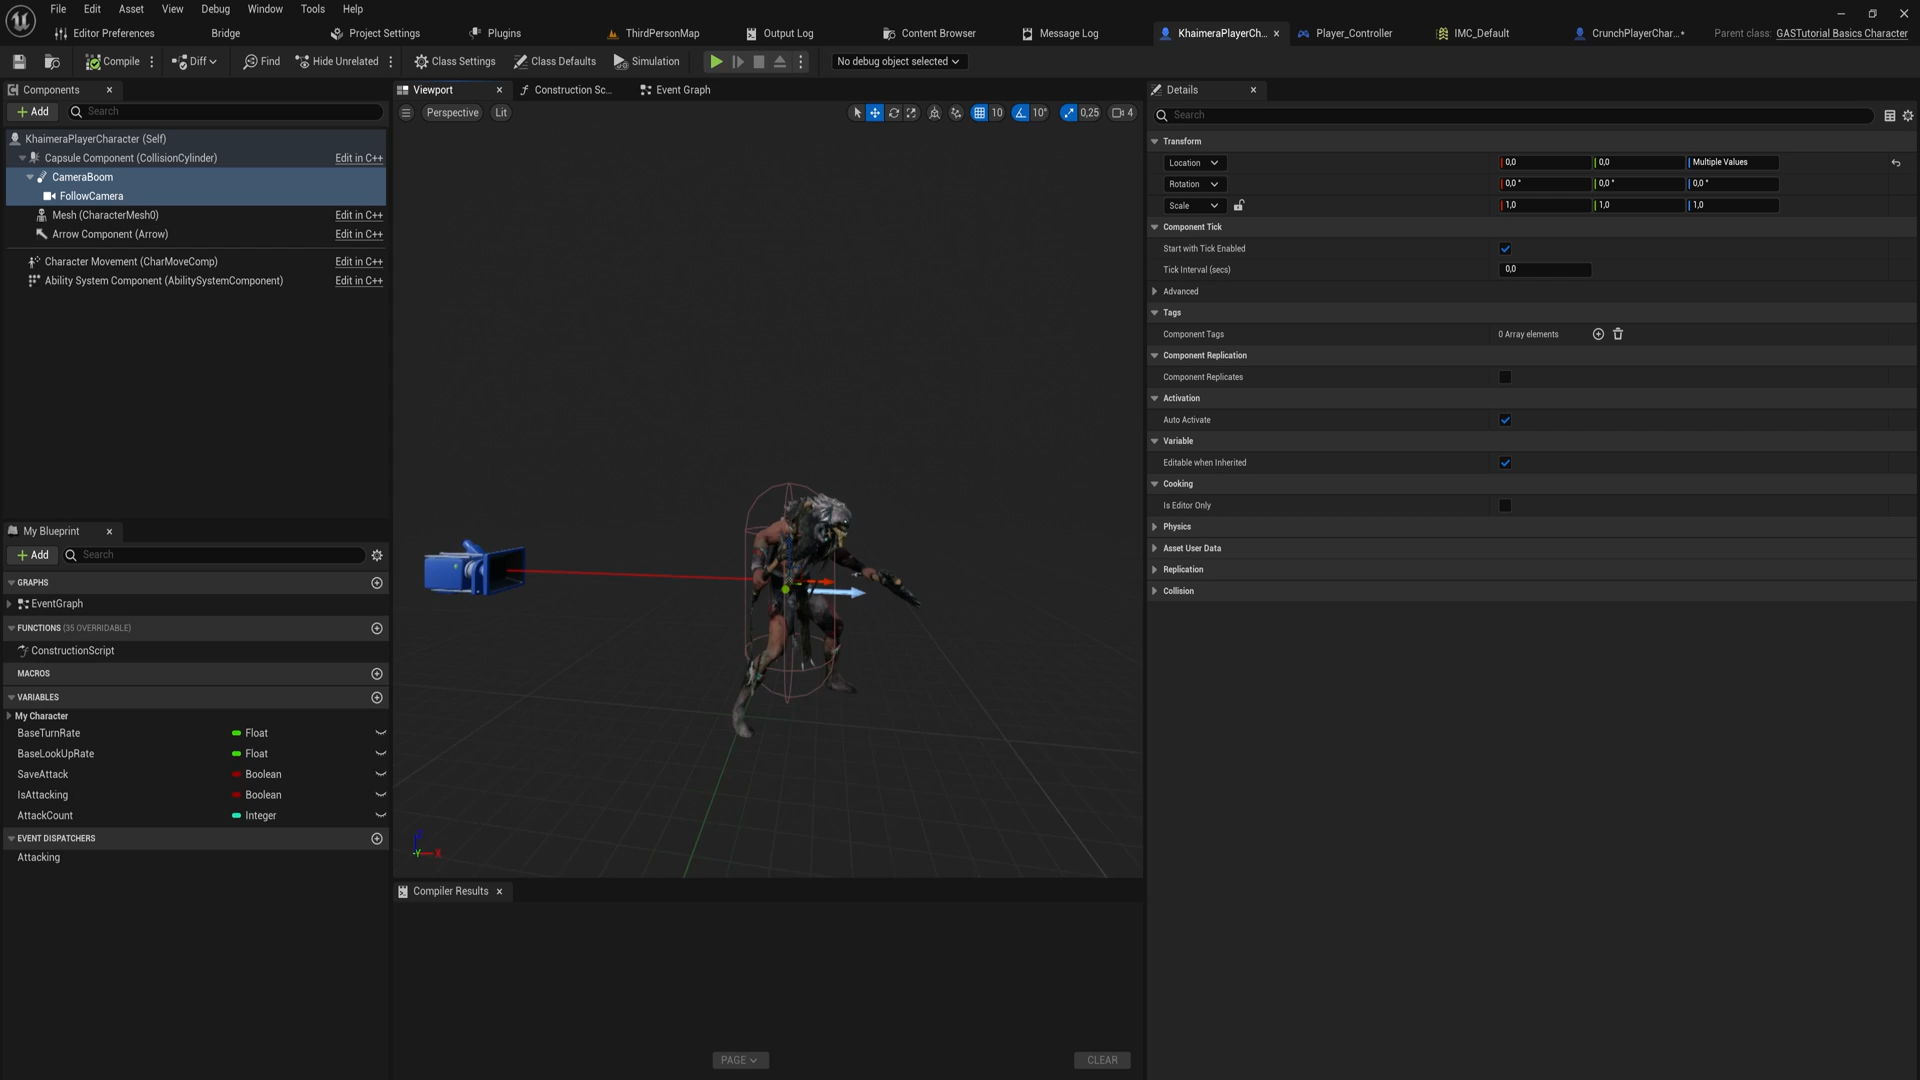 File Edit Asset View Debug Window Tools Help
Editor Preferences Bridge Project Settings Plugins ThirdPersonMap Output Log Content Browser Message Log KhaimeraPlayerCh... Player_Controller IMC_Default CrunchPlayerChar...* Parent class: GASTutorial Basics Character
Compile Diff Find Hide Unrelated Class Settings Class Defaults Simulation No debug object selected
Components
Add Search
KhaimeraPlayerCharacter (Self)
Capsule Component (CollisionCylinder) Edit in C++
CameraBoom
FollowCamera
Mesh (CharacterMesh0) Edit in C++
Arrow Component (Arrow) Edit in C++
Character Movement (CharMoveComp) Edit in C++
Ability System Component (AbilitySystemComponent) Edit in C++
My Blueprint
Add Search
GRAPHS
EventGraph
FUNCTIONS (35 OVERRIDABLE)
ConstructionScript
MACROS
VARIABLES
My Character
BaseTurnRate Float
BaseLookUpRate Float
SaveAttack Boolean
IsAttacking Boolean
AttackCount Integer
EVENT DISPATCHERS
Attacking
Viewport Construction Sc... Event Graph
Perspective Lit 10 10° 0,25 4
Z
Y X
Compiler Results
PAGE CLEAR
Details
Search
Transform
Location 0,0 0,0 Multiple Values
Rotation 0,0 ° 0,0 ° 0,0 °
Scale 1,0 1,0 1,0
Component Tick
Start with Tick Enabled
Tick Interval (secs) 0,0
Advanced
Tags
Component Tags 0 Array elements
Component Replication
Component Replicates
Activation
Auto Activate
Variable
Editable when Inherited
Cooking
Is Editor Only
Physics
Asset User Data
Replication
Collision